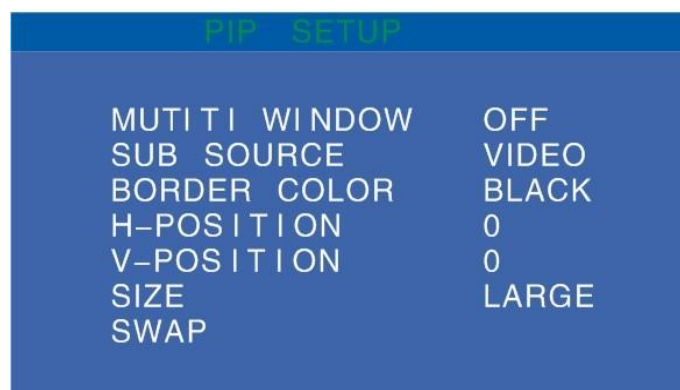 PIP SETUP
MUTITI WINDOW OFF
SUB SOURCE VIDEO
BORDER COLOR BLACK
H-POSITION 0
V-POSITION 0
SIZE LARGE
SWAP